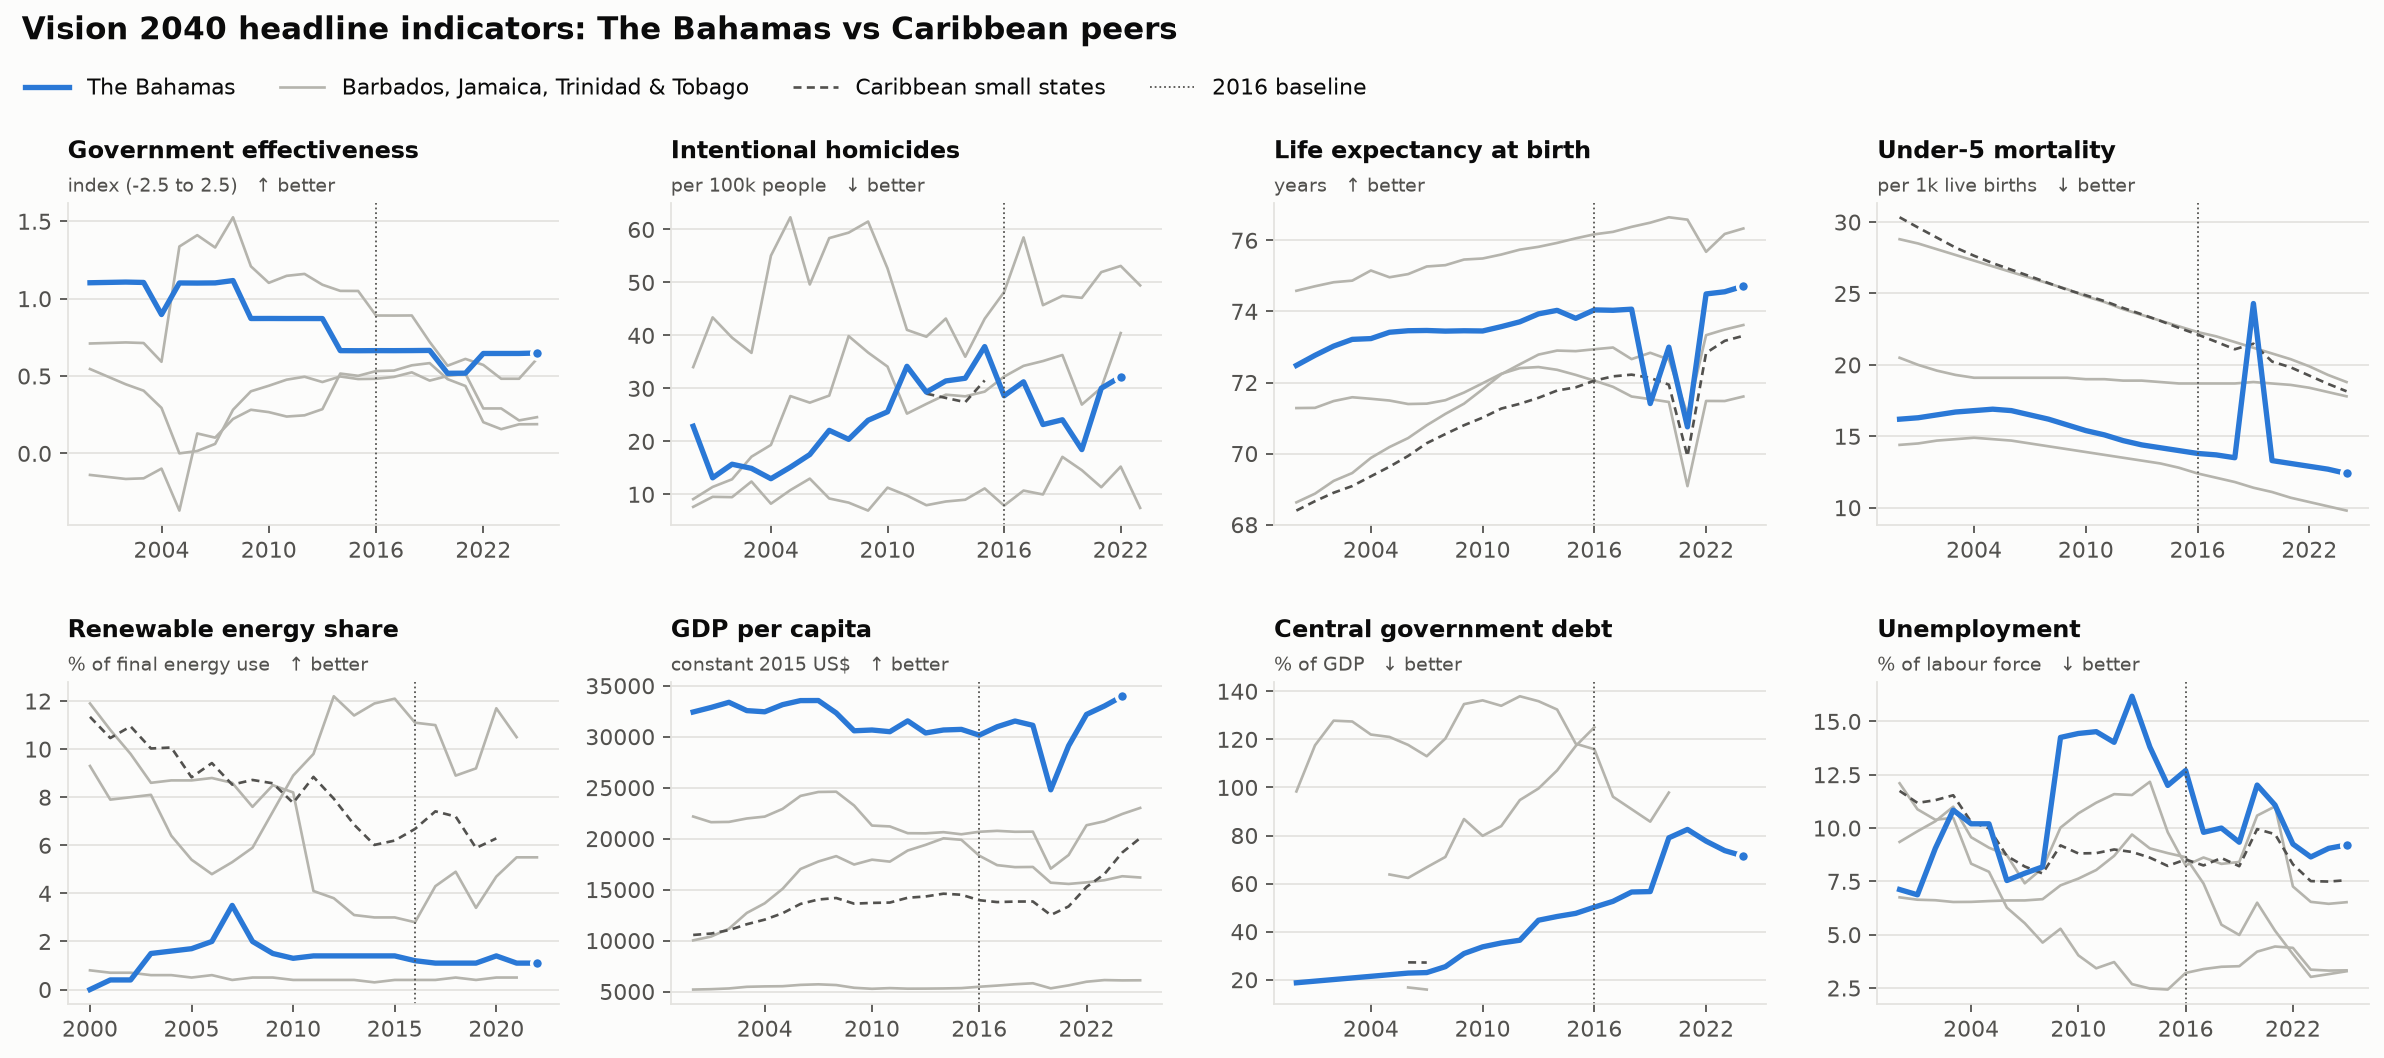 Vision 2040 headline indicators: The Bahamas vs Caribbean peers
The Bahamas
Barbados, Jamaica, Trinidad & Tobago
Caribbean small states
2016 baseline
Government effectiveness
index (-2.5 to 2.5) ↑ better
1.5
1.0
0.5
0.0
2004 2010 2016 2022
Intentional homicides
per 100k people ↓ better
60
50
40
30
20
10
2004 2010 2016 2022
Life expectancy at birth
years ↑ better
76
74
72
70
68
2004 2010 2016 2022
Under-5 mortality
per 1k live births ↓ better
30
25
20
15
10
2004 2010 2016 2022
Renewable energy share
% of final energy use ↑ better
12
10
8
6
4
2
0
2000 2005 2010 2015 2020
GDP per capita
constant 2015 US$ ↑ better
35000
30000
25000
20000
15000
10000
5000
2004 2010 2016 2022
Central government debt
% of GDP ↓ better
140
120
100
80
60
40
20
2004 2010 2016 2022
Unemployment
% of labour force ↓ better
15.0
12.5
10.0
7.5
5.0
2.5
2004 2010 2016 2022